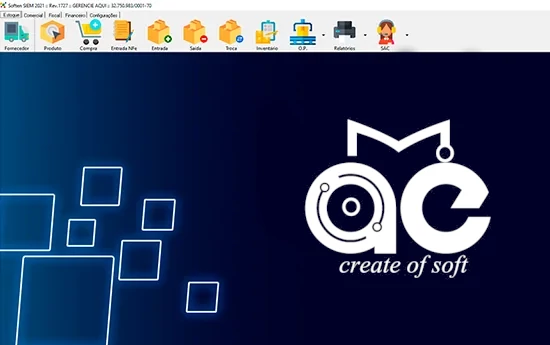 Soften SIEM 2021 :: Rev.1727 :: GERENCIE AQUI :: 32.750.983/0001-70
Estoque Comercial Fiscal Financeiro Configurações
Fornecedor Produto Compra Entrada NFe Entrada Saída Troca Inventário O.P. Relatórios SAC
ae
create of soft